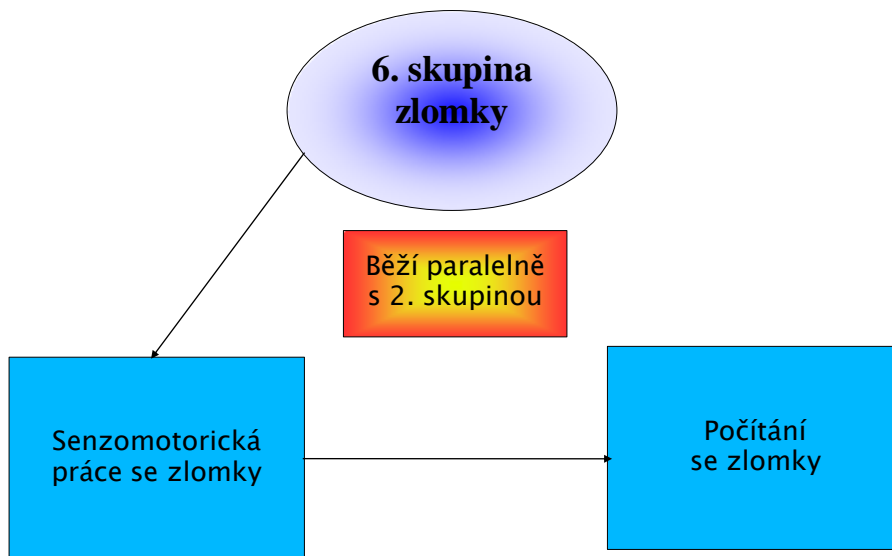 6. skupina
zlomky
Běží paralelně
s 2. skupinou
Senzomotorická
práce se zlomky
Počítání
se zlomky